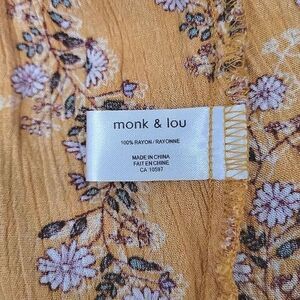 monk & lou
100% RAYON / RAYONNE
MADE IN CHINA
FAIT EN CHINE
CA 10597